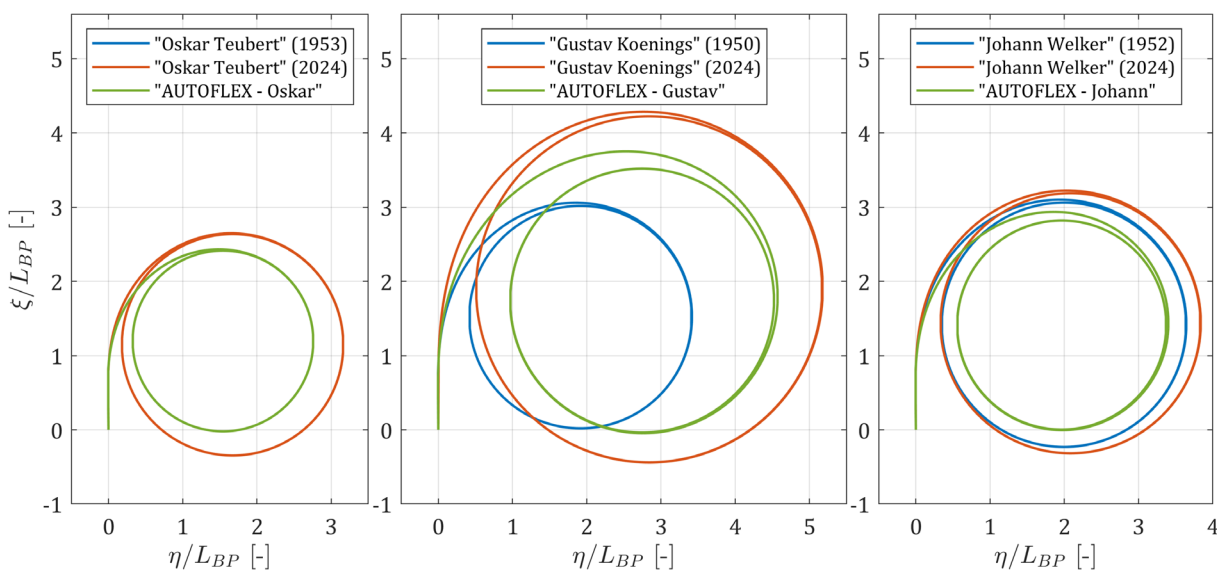 "Oskar Teubert" (1953)
"Oskar Teubert" (2024)
"AUTOFLEX - Oskar"
"Gustav Koenings" (1950)
"Gustav Koenings" (2024)
"AUTOFLEX - Gustav"
"Johann Welker" (1952)
"Johann Welker" (2024)
"AUTOFLEX - Johann"
ξ/L_BP [-]
5
4
3
2
1
0
-1
0 1 2 3
η/L_BP [-]
5
4
3
2
1
0
-1
0 1 2 3 4 5
η/L_BP [-]
5
4
3
2
1
0
-1
0 1 2 3 4
η/L_BP [-]